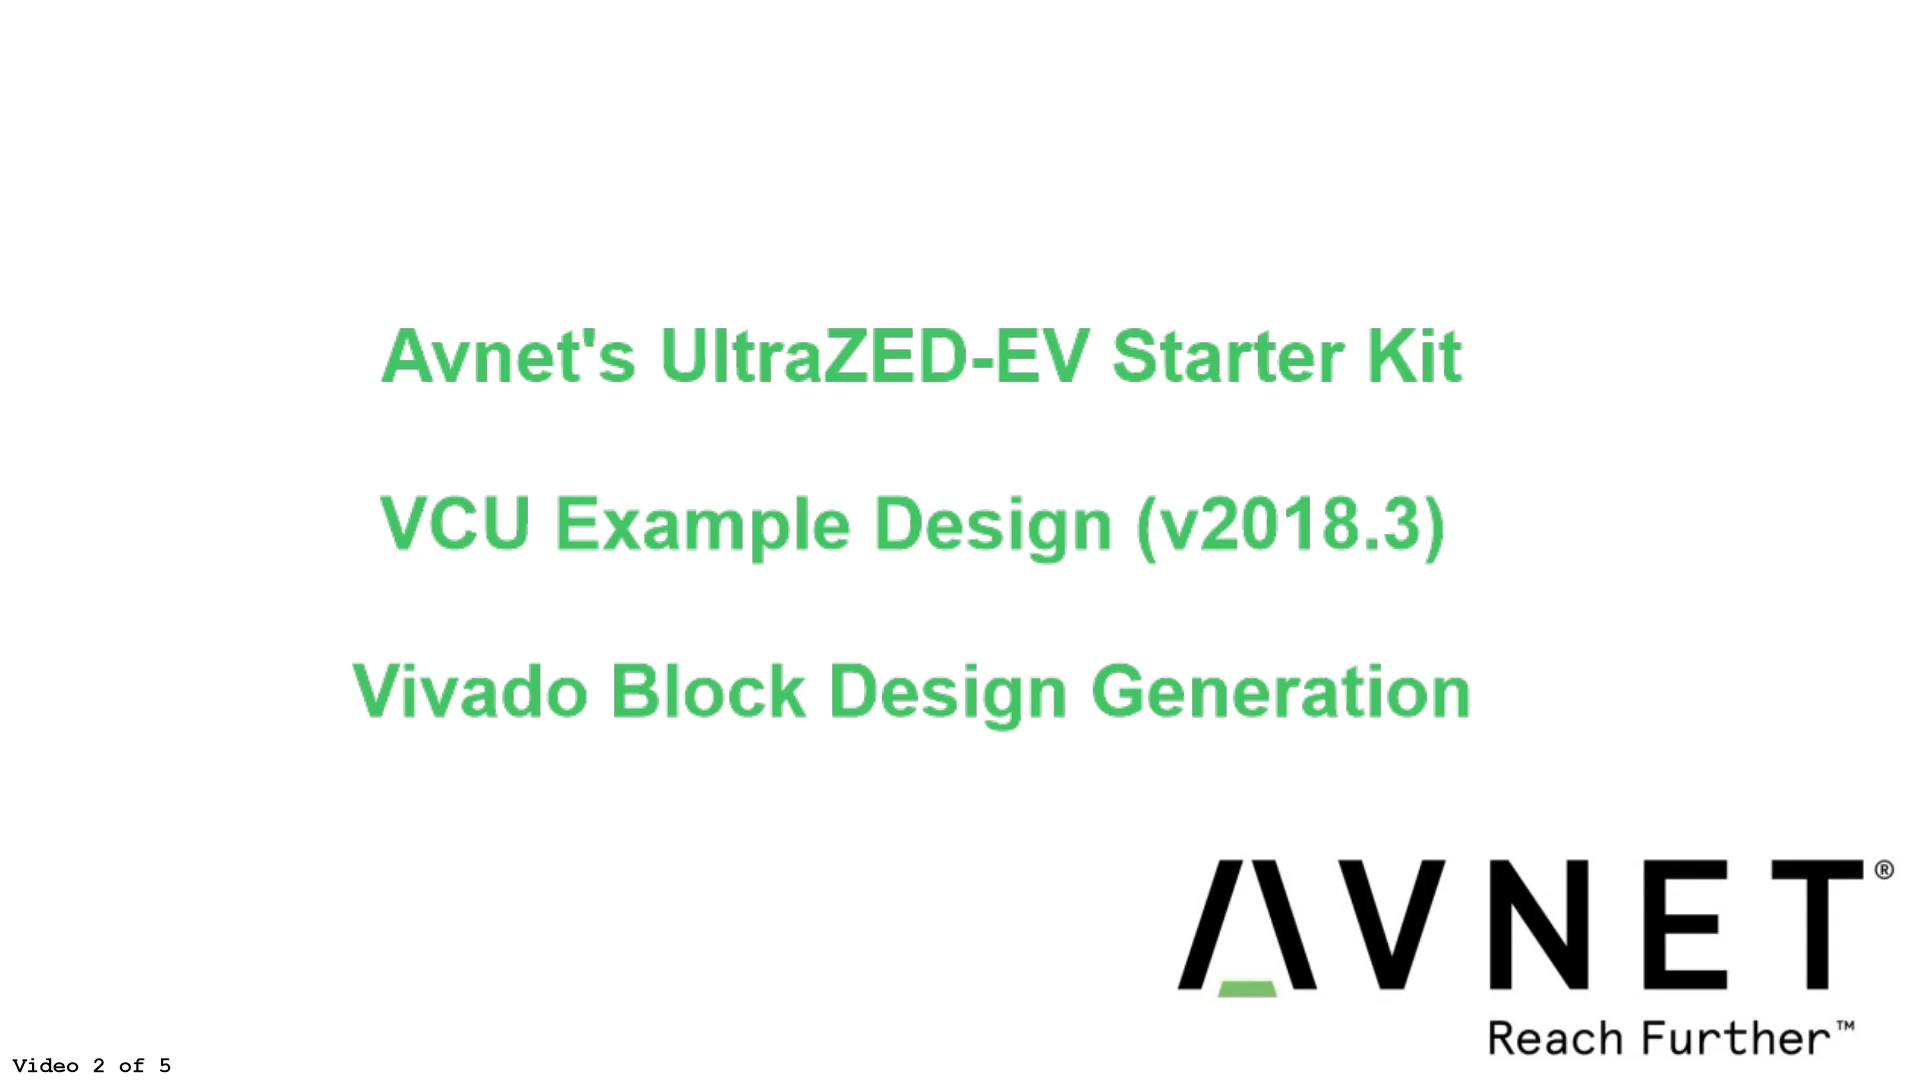 Avnet's UltraZED-EV Starter Kit
VCU Example Design (v2018.3)
Vivado Block Design Generation
AVNET®
Reach Further™
Video 2 of 5